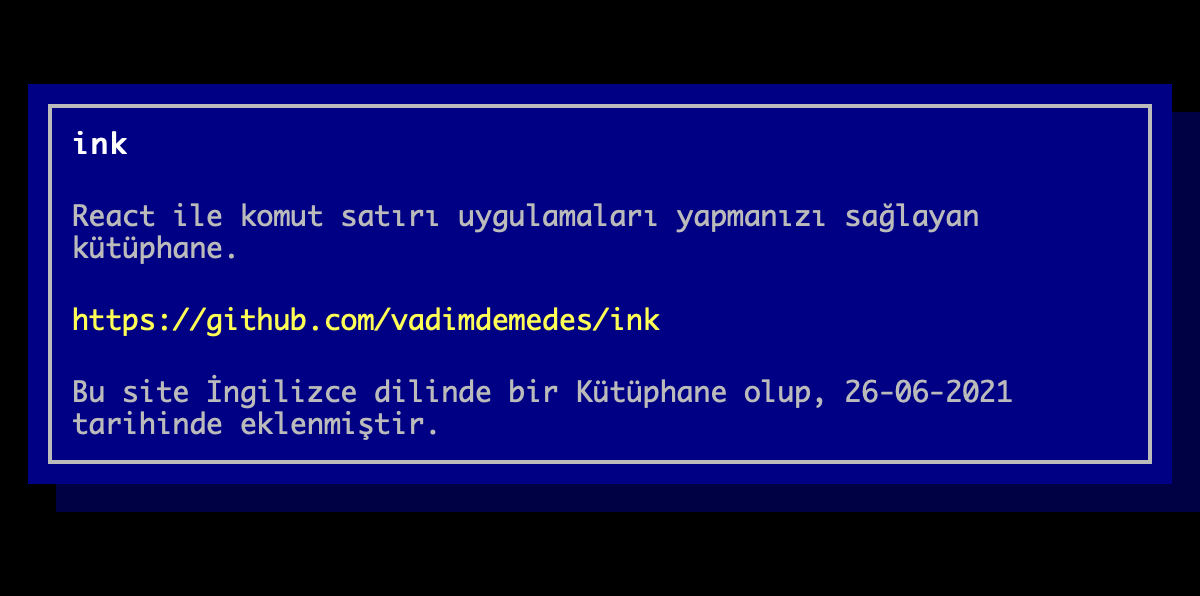 ink
React ile komut satırı uygulamaları yapmanızı sağlayan
kütüphane.
https://github.com/vadimdemedes/ink
Bu site İngilizce dilinde bir Kütüphane olup, 26-06-2021
tarihinde eklenmiştir.